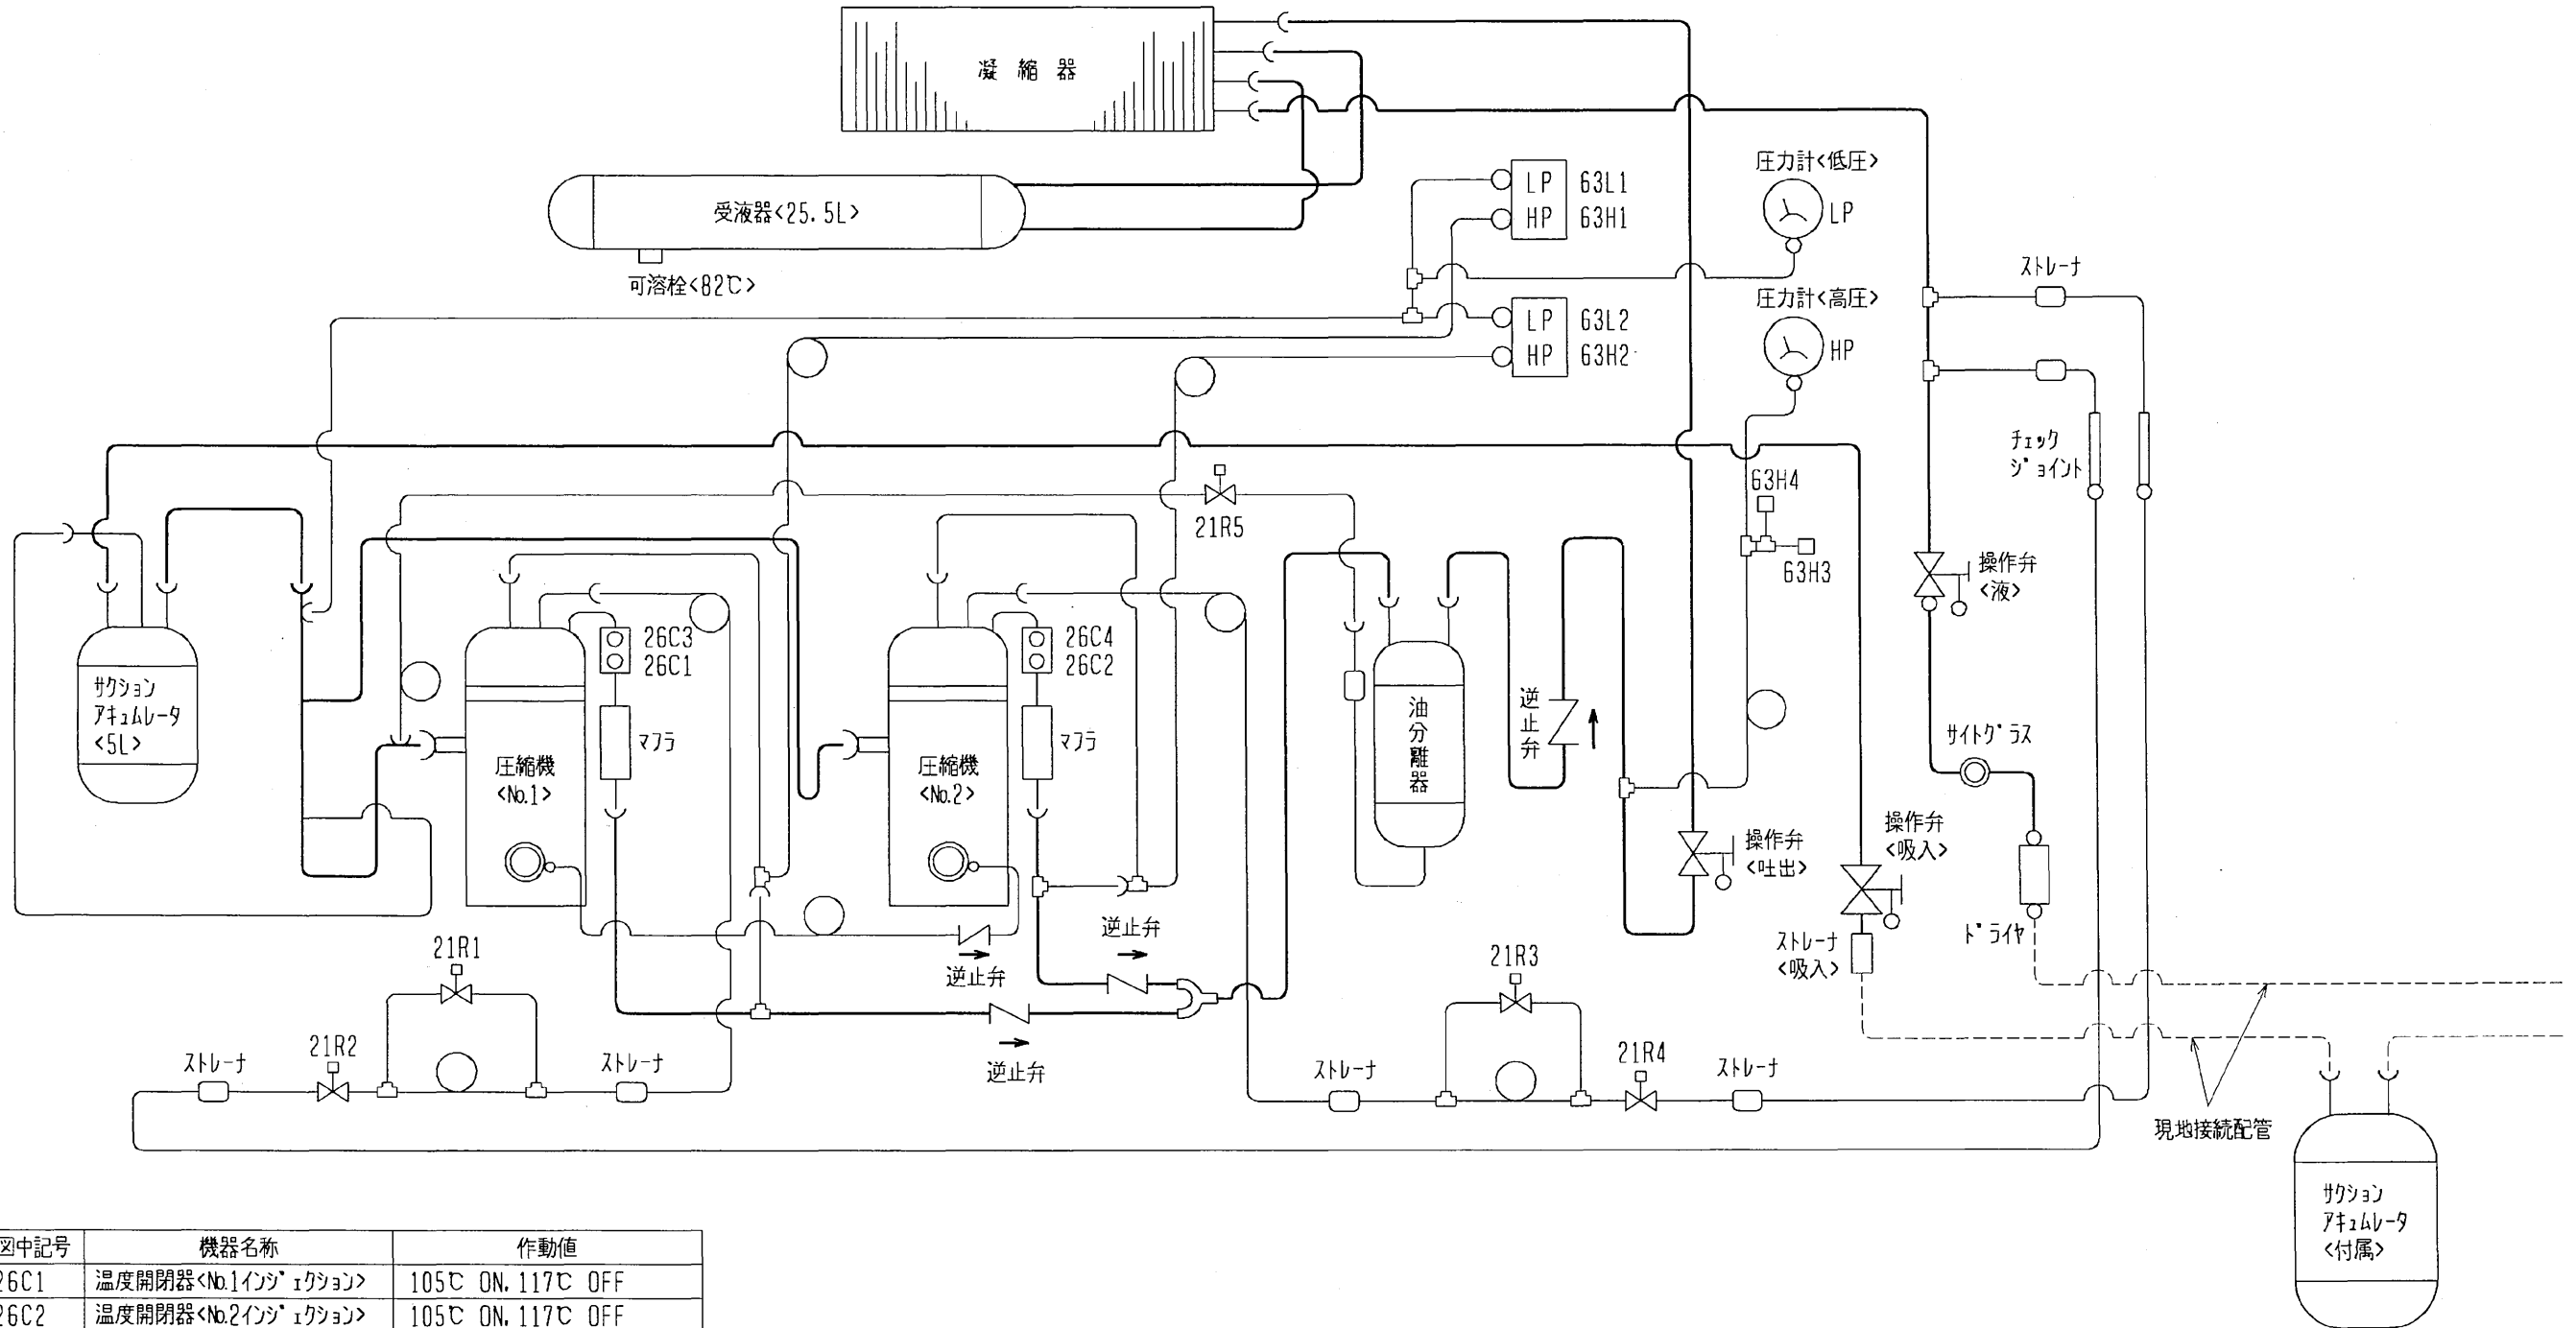 凝縮器
受液器<25.5L>
可溶栓<82℃>
LP 63L1
HP 63H1
圧力計<低圧>
LP
LP 63L2
HP 63H2
圧力計<高圧>
HP
ストレーナ
チェック
ジョイント
63H4
63H3
21R5
操作弁
<液>
サクション
アキュムレータ
<5L>
26C3
26C1
マフラ
圧縮機
<No.1>
26C4
26C2
マフラ
圧縮機
<No.2>
油分離器
逆止弁
サイトグラス
操作弁
<吐出>
操作弁
<吸入>
ストレーナ
<吸入>
ドライヤ
逆止弁
逆止弁
逆止弁
21R1
21R2
ストレーナ
ストレーナ
21R3
21R4
ストレーナ
ストレーナ
現地接続配管
サクション
アキュムレータ
<付属>
図中記号 機器名称 作動値
26C1 温度開閉器<No.1インジェクション> 105℃ ON, 117℃ OFF
26C2 温度開閉器<No.2インジェクション> 105℃ ON, 117℃ OFF